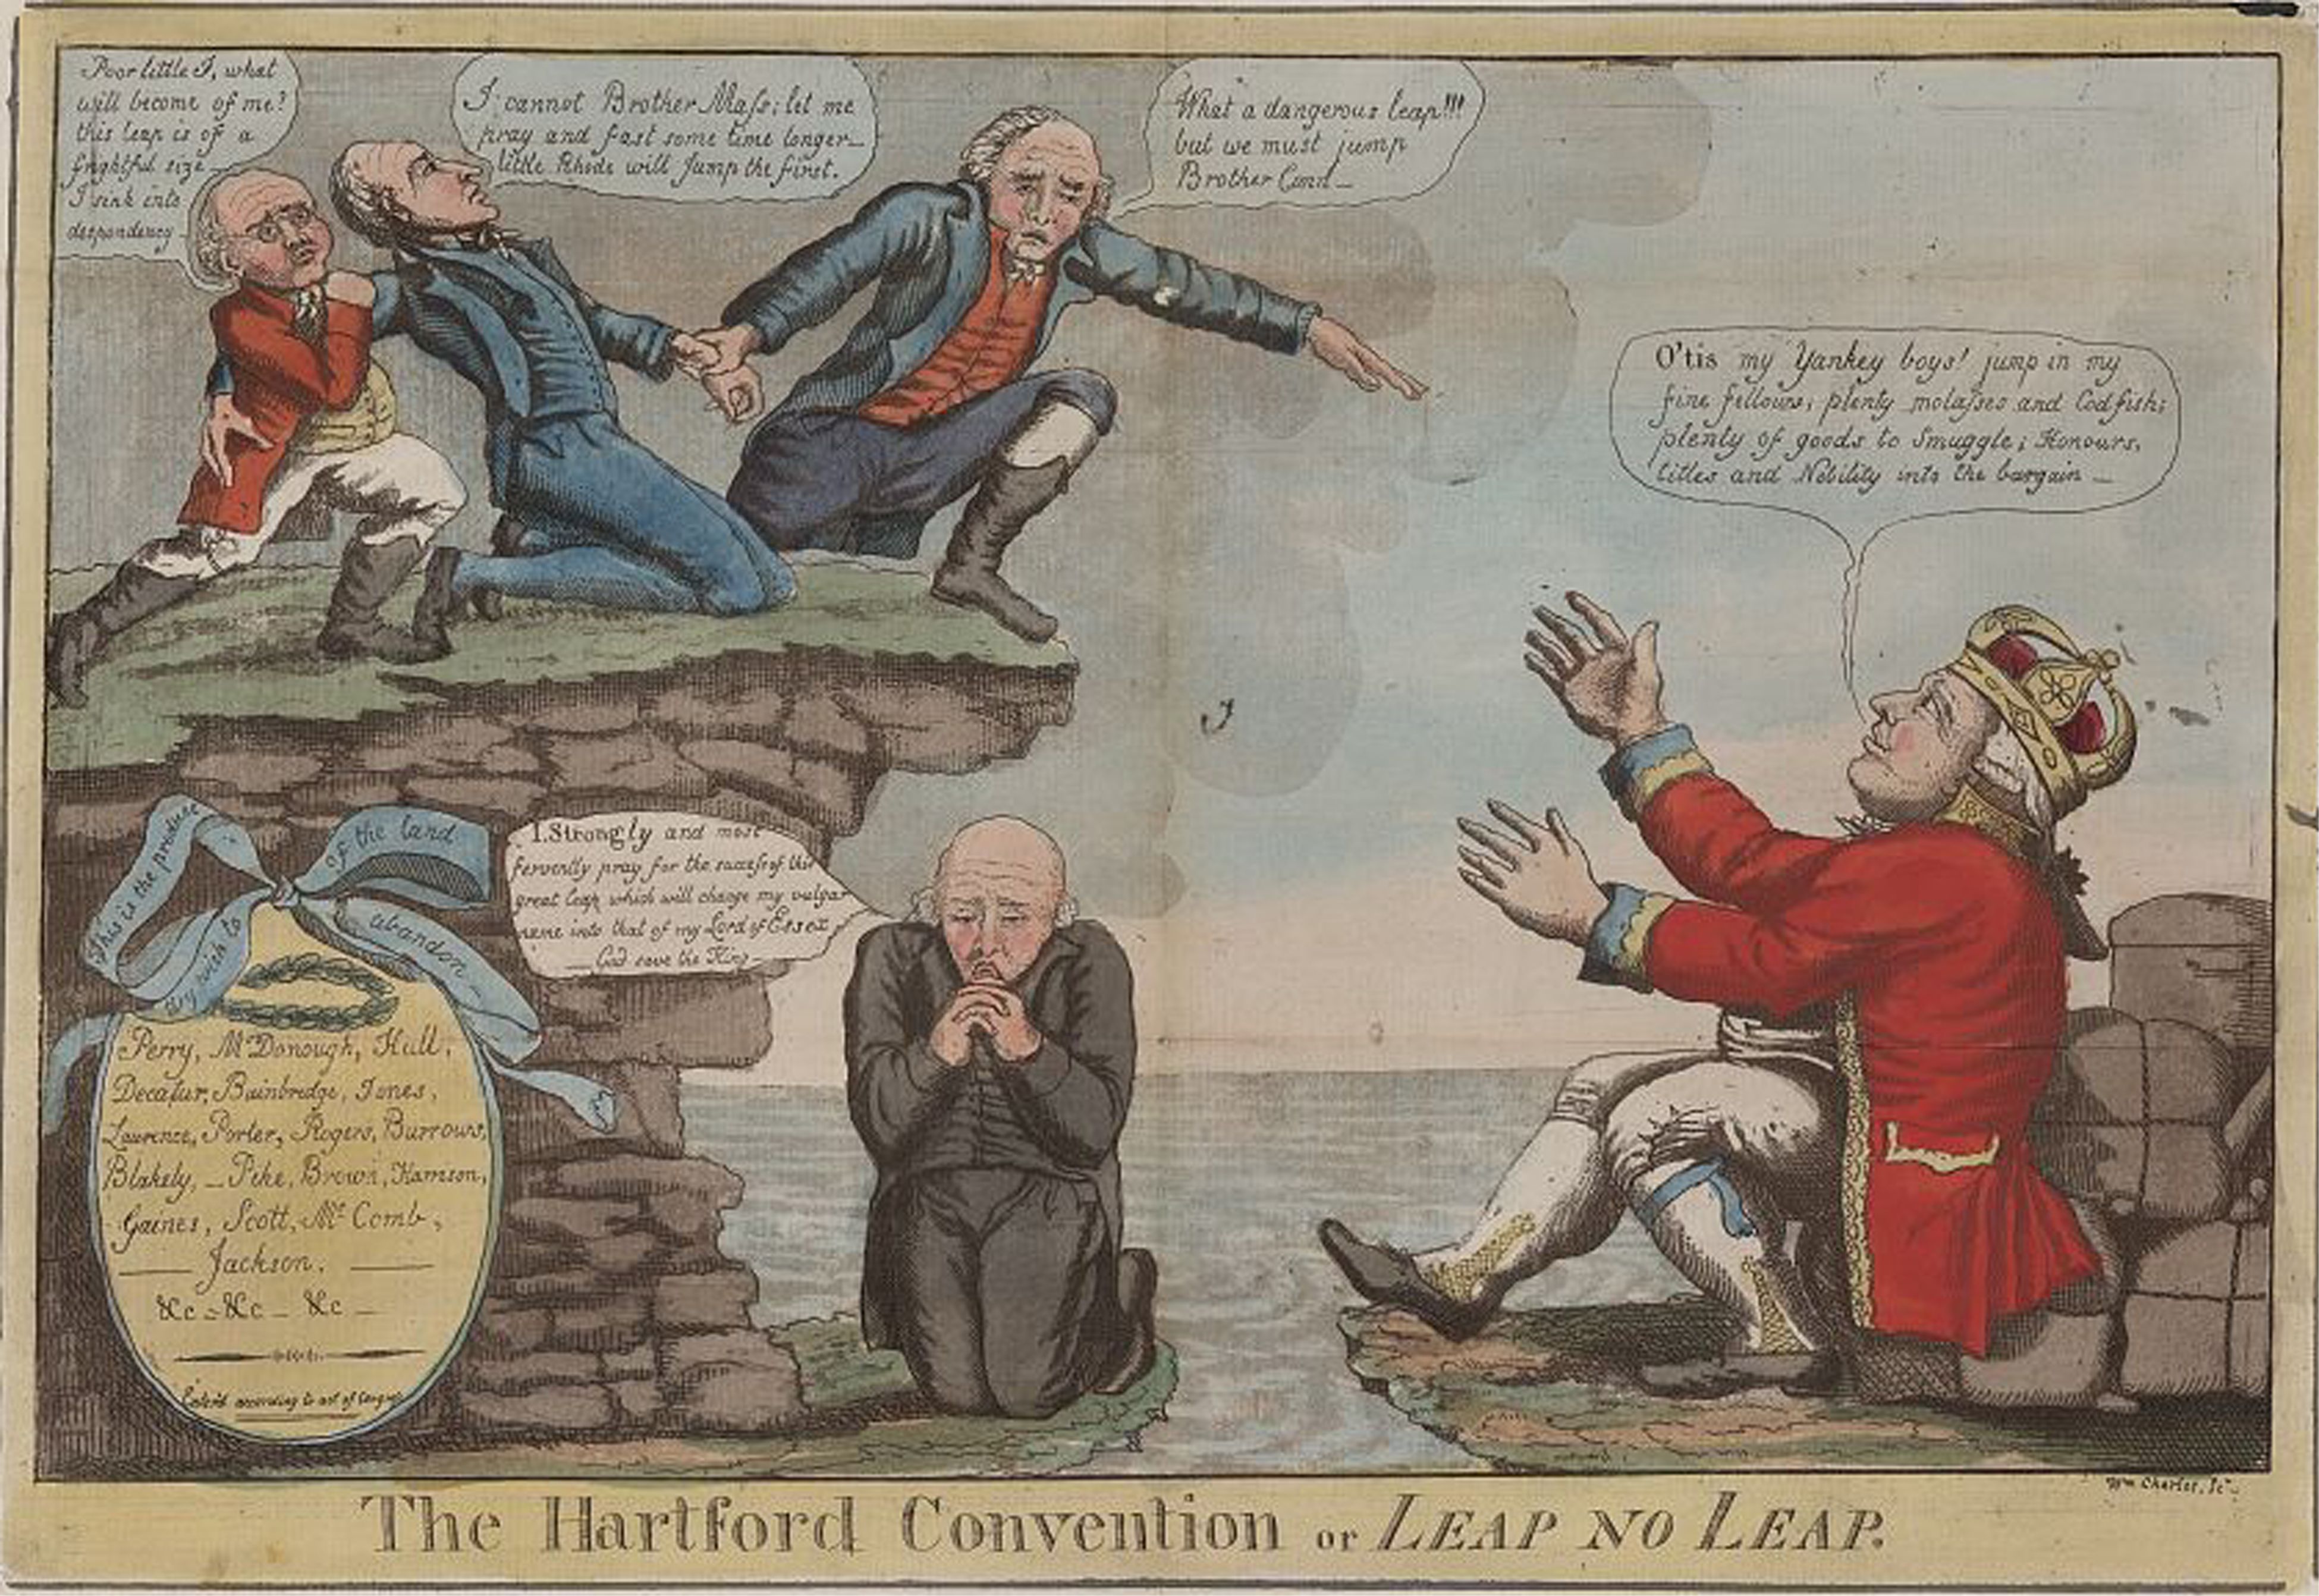 Poor little I, what
will become of me?
this leap is of a
frightful size —
I sink into
despondency —
I cannot Brother Maſs; let me
pray and fast some time longer —
little Rhode will Jump the first.
What a dangerous leap!!!
but we must jump
Brother Conn —
O'tis my Yankey boys! jump in my
fine fellows; plenty molaſses and Codfish;
plenty of goods to Smuggle; Honours,
titles and Nobility into the bargain —
I Strongly and most
fervently pray for the succeſs of this
great leap which will change my vulgar
name into that of my Lord of Essex
— God save the King —
This is the produce
of the land
they wish to
abandon —
Perry, McDonough, Hull,
Decatur, Bainbridge, Jones,
Laurence, Porter, Rogers, Burrows,
Blakely, — Pike, Brown, Harrison,
Gaines, Scott, Mc Comb,
— Jackson. —
&c — &c — &c —
Enter'd according to act of Congress
Wm Charles, Sct.
The Hartford Convention or LEAP NO LEAP.